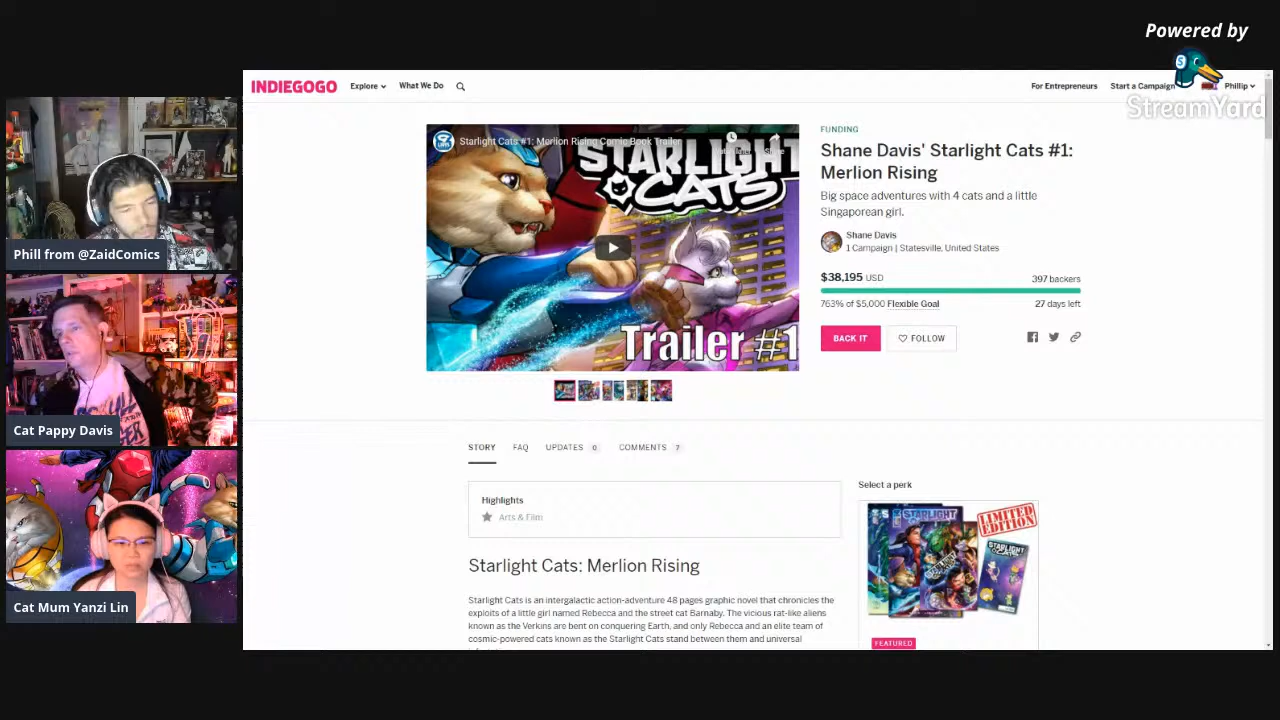 Powered by
StreamYard
INDIEGOGO
Explore
What We Do
For Entrepreneurs
Start a Campaign
Phillip
Starlight Cats #1: Merlion Rising Comic Book Trailer
STARLIGHT
CATS
Trailer #1
FUNDING
Shane Davis' Starlight Cats #1:
Merlion Rising
Big space adventures with 4 cats and a little
Singaporean girl.
Shane Davis
1 Campaign | Statesville, United States
$38,195 USD
397 backers
763% of $5,000 Flexible Goal
27 days left
BACK IT
FOLLOW
Phill from @ZaidComics
Cat Pappy Davis
Cat Mum Yanzi Lin
STORY
FAQ
UPDATES 0
COMMENTS 7
Highlights
Arts & Film
Starlight Cats: Merlion Rising
Starlight Cats is an intergalactic action-adventure 48 pages graphic novel that chronicles the
exploits of a little girl named Rebecca and the street cat Barnaby. The vicious rat-like aliens
known as the Verkins are bent on conquering Earth, and only Rebecca and an elite team of
cosmic-powered cats known as the Starlight Cats stand between them and universal
Select a perk
STARLIGHT
LIMITED
EDITION
STARLIGHT
CATS
FEATURED